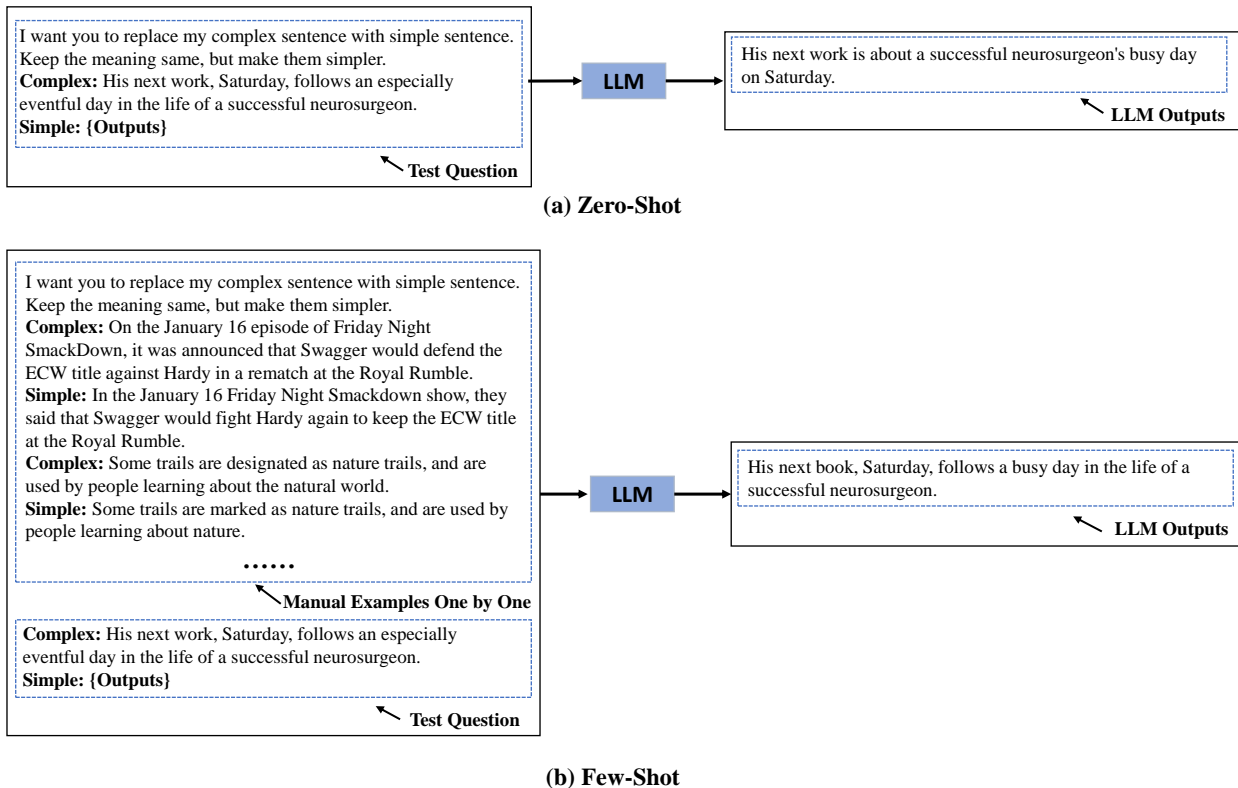 I want you to replace my complex sentence with simple sentence.
Keep the meaning same, but make them simpler.
Complex: His next work, Saturday, follows an especially
eventful day in the life of a successful neurosurgeon.
Simple: {Outputs}
Test Question
LLM
His next work is about a successful neurosurgeon's busy day
on Saturday.
LLM Outputs
(a) Zero-Shot
I want you to replace my complex sentence with simple sentence.
Keep the meaning same, but make them simpler.
Complex: On the January 16 episode of Friday Night
SmackDown, it was announced that Swagger would defend the
ECW title against Hardy in a rematch at the Royal Rumble.
Simple: In the January 16 Friday Night Smackdown show, they
said that Swagger would fight Hardy again to keep the ECW title
at the Royal Rumble.
Complex: Some trails are designated as nature trails, and are
used by people learning about the natural world.
Simple: Some trails are marked as nature trails, and are used by
people learning about nature.
......
Manual Examples One by One
Complex: His next work, Saturday, follows an especially
eventful day in the life of a successful neurosurgeon.
Simple: {Outputs}
Test Question
LLM
His next book, Saturday, follows a busy day in the life of a
successful neurosurgeon.
LLM Outputs
(b) Few-Shot